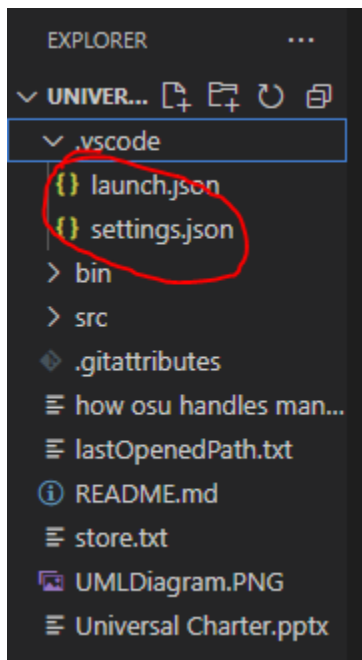 EXPLORER ...
UNIVER...
.vscode
{} launch.json
{} settings.json
bin
src
.gitattributes
how osu handles man...
lastOpenedPath.txt
README.md
store.txt
UMLDiagram.PNG
Universal Charter.pptx